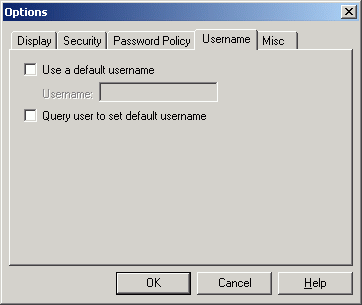 Options
Display Security Password Policy Username Misc
Use a default username
Username:
Query user to set default username
OK Cancel Help